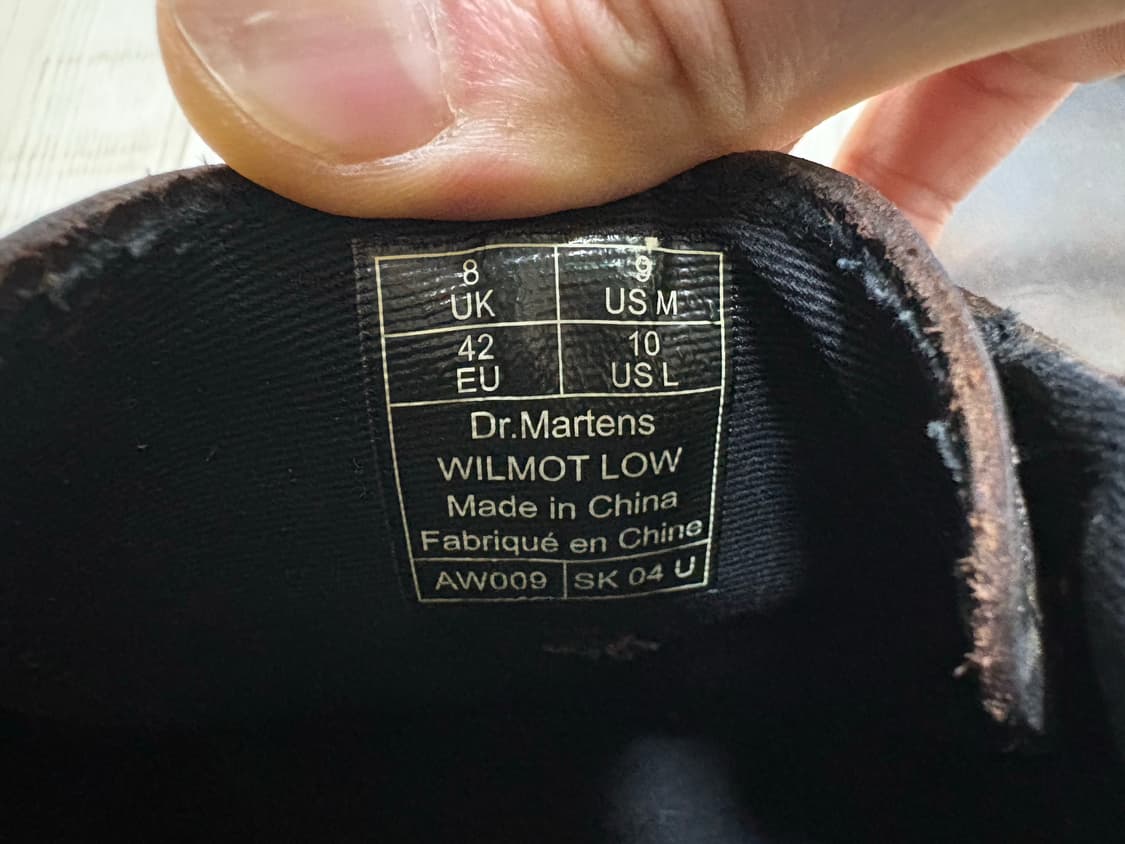 8
UK
9
US M
42
EU
10
US L
Dr.Martens
WILMOT LOW
Made in China
Fabriqué en Chine
AW009
SK 04 U